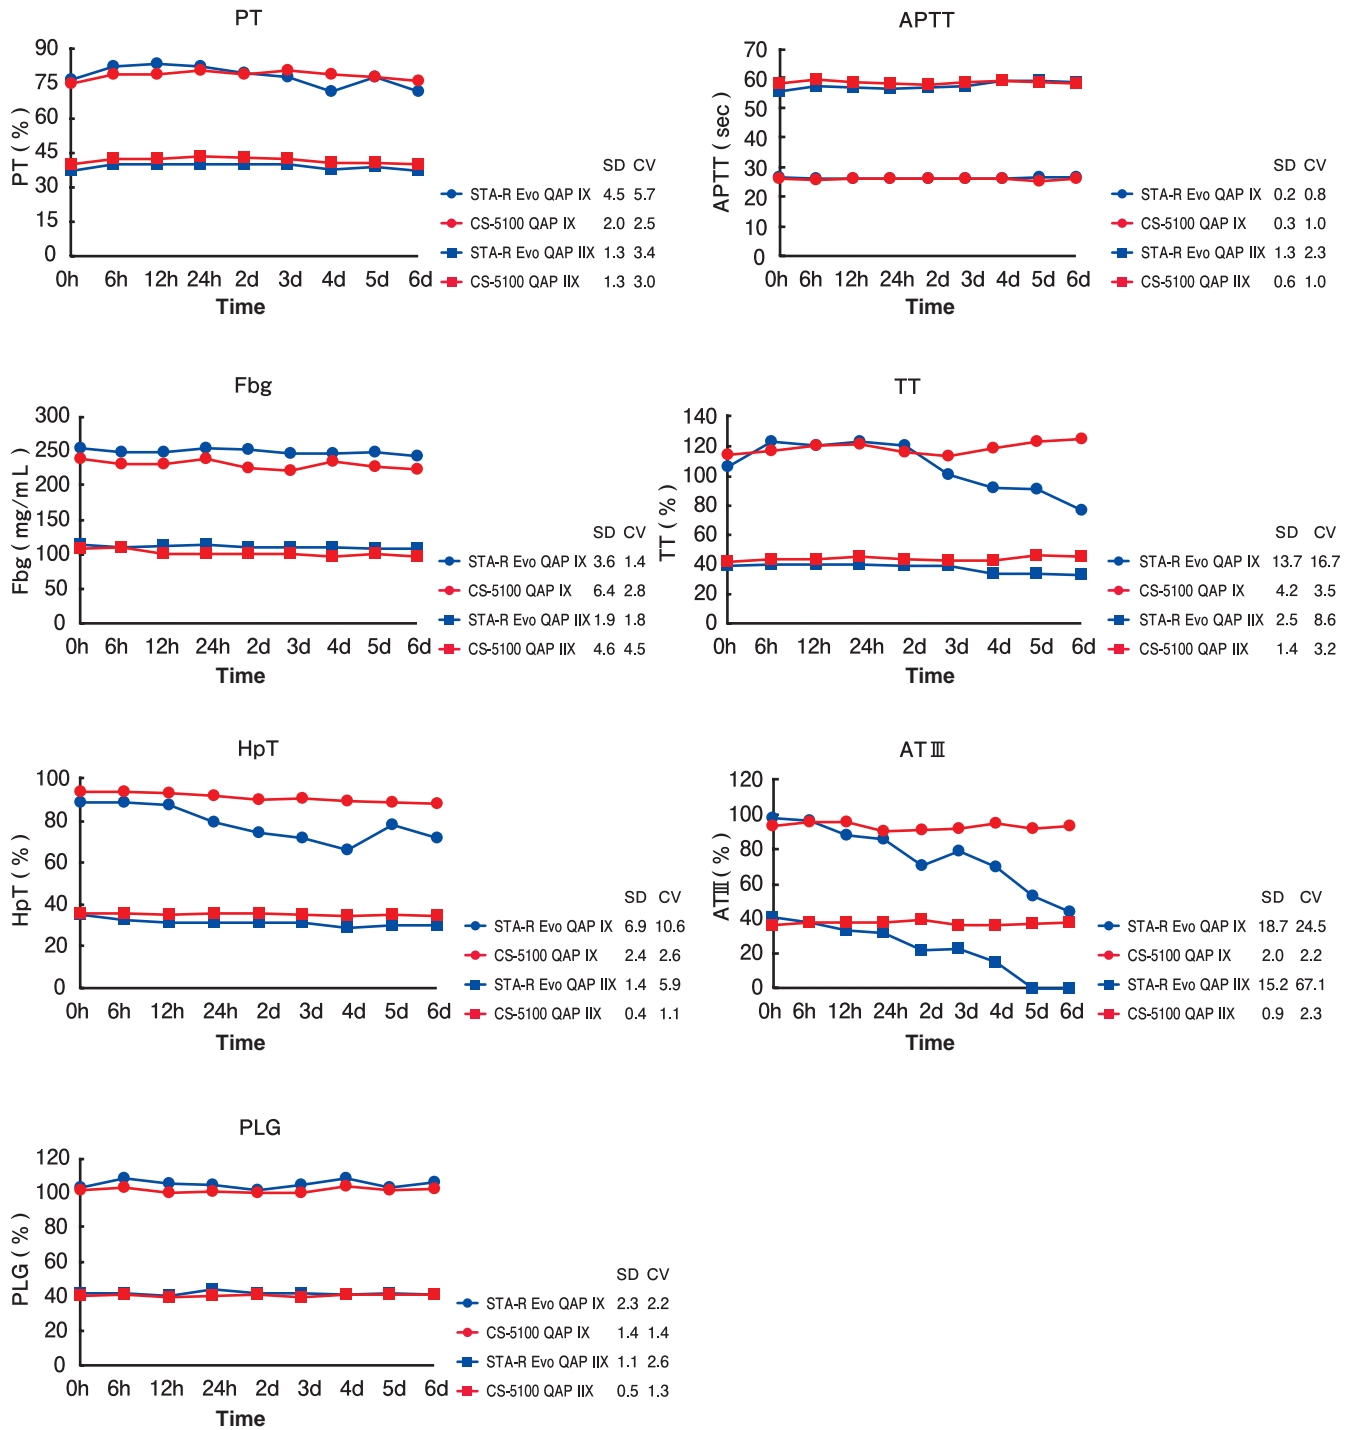 PT
PT (%)
90
75
60
45
30
15
0
0h 6h 12h 24h 2d 3d 4d 5d 6d
Time
SD CV
STA-R Evo QAP IX 4.5 5.7
CS-5100 QAP IX 2.0 2.5
STA-R Evo QAP IIX 1.3 3.4
CS-5100 QAP IIX 1.3 3.0
APTT
APTT (sec)
70
60
50
40
30
20
10
0
0h 6h 12h 24h 2d 3d 4d 5d 6d
Time
SD CV
STA-R Evo QAP IX 0.2 0.8
CS-5100 QAP IX 0.3 1.0
STA-R Evo QAP IIX 1.3 2.3
CS-5100 QAP IIX 0.6 1.0
Fbg
Fbg (mg/mL)
300
250
200
150
100
50
0
0h 6h 12h 24h 2d 3d 4d 5d 6d
Time
SD CV
STA-R Evo QAP IX 3.6 1.4
CS-5100 QAP IX 6.4 2.8
STA-R Evo QAP IIX 1.9 1.8
CS-5100 QAP IIX 4.6 4.5
TT
TT (%)
140
120
100
80
60
40
20
0
0h 6h 12h 24h 2d 3d 4d 5d 6d
Time
SD CV
STA-R Evo QAP IX 13.7 16.7
CS-5100 QAP IX 4.2 3.5
STA-R Evo QAP IIX 2.5 8.6
CS-5100 QAP IIX 1.4 3.2
HpT
HpT (%)
100
80
60
40
20
0
0h 6h 12h 24h 2d 3d 4d 5d 6d
Time
SD CV
STA-R Evo QAP IX 6.9 10.6
CS-5100 QAP IX 2.4 2.6
STA-R Evo QAP IIX 1.4 5.9
CS-5100 QAP IIX 0.4 1.1
ATⅢ
ATⅢ (%)
120
100
80
60
40
20
0
0h 6h 12h 24h 2d 3d 4d 5d 6d
Time
SD CV
STA-R Evo QAP IX 18.7 24.5
CS-5100 QAP IX 2.0 2.2
STA-R Evo QAP IIX 15.2 67.1
CS-5100 QAP IIX 0.9 2.3
PLG
PLG (%)
120
100
80
60
40
20
0
0h 6h 12h 24h 2d 3d 4d 5d 6d
Time
SD CV
STA-R Evo QAP IX 2.3 2.2
CS-5100 QAP IX 1.4 1.4
STA-R Evo QAP IIX 1.1 2.6
CS-5100 QAP IIX 0.5 1.3